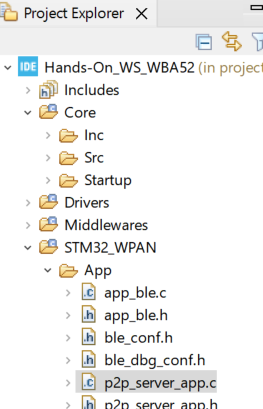 Project Explorer
IDE Hands-On_WS_WBA52 (in project
Includes
Core
Inc
Src
Startup
Drivers
Middlewares
STM32_WPAN
App
.c app_ble.c
.h app_ble.h
.h ble_conf.h
.h ble_dbg_conf.h
.c p2p_server_app.c
.h p2p_server_app.h